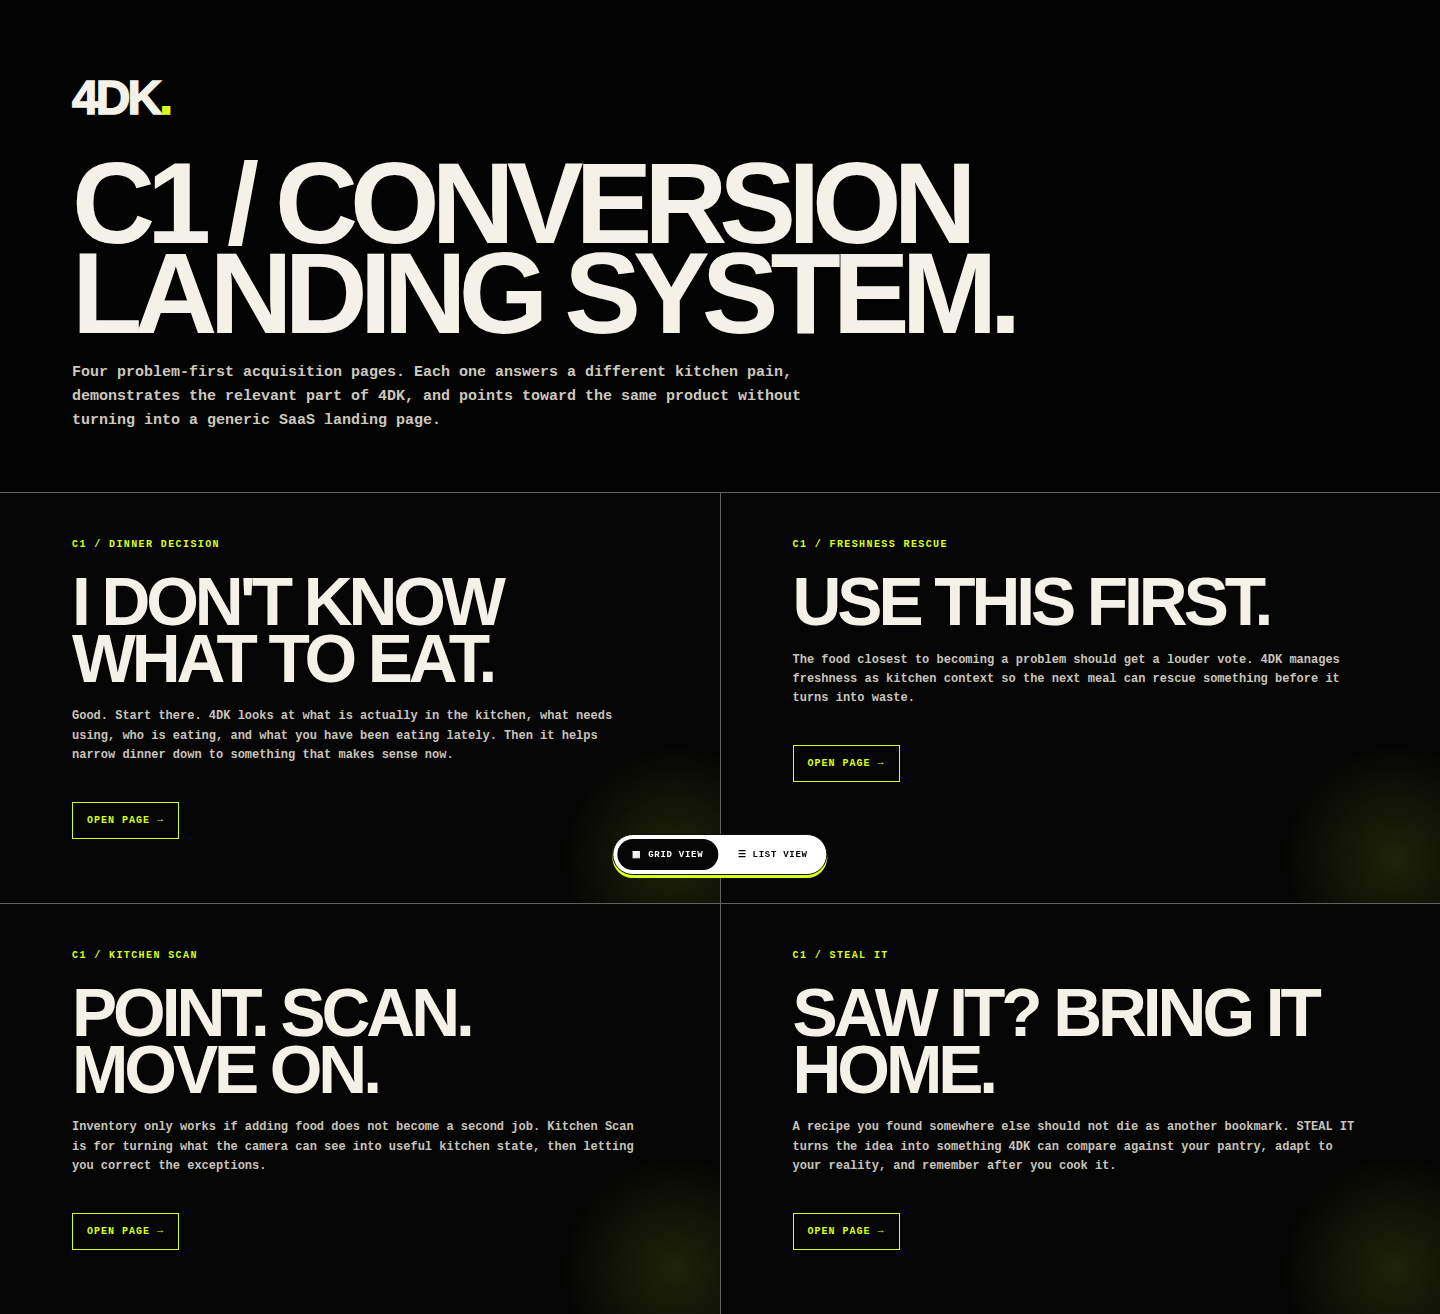 4DK.
C1 / CONVERSION
LANDING SYSTEM.
Four problem-first acquisition pages. Each one answers a different kitchen pain,
demonstrates the relevant part of 4DK, and points toward the same product without
turning into a generic SaaS landing page.
C1 / DINNER DECISION
I DON'T KNOW
WHAT TO EAT.
Good. Start there. 4DK looks at what is actually in the kitchen, what needs
using, who is eating, and what you have been eating lately. Then it helps
narrow dinner down to something that makes sense now.
OPEN PAGE →
C1 / FRESHNESS RESCUE
USE THIS FIRST.
The food closest to becoming a problem should get a louder vote. 4DK manages
freshness as kitchen context so the next meal can rescue something before it
turns into waste.
OPEN PAGE →
▦ GRID VIEW
☰ LIST VIEW
C1 / KITCHEN SCAN
POINT. SCAN.
MOVE ON.
Inventory only works if adding food does not become a second job. Kitchen Scan
is for turning what the camera can see into useful kitchen state, then letting
you correct the exceptions.
OPEN PAGE →
C1 / STEAL IT
SAW IT? BRING IT
HOME.
A recipe you found somewhere else should not die as another bookmark. STEAL IT
turns the idea into something 4DK can compare against your pantry, adapt to
your reality, and remember after you cook it.
OPEN PAGE →